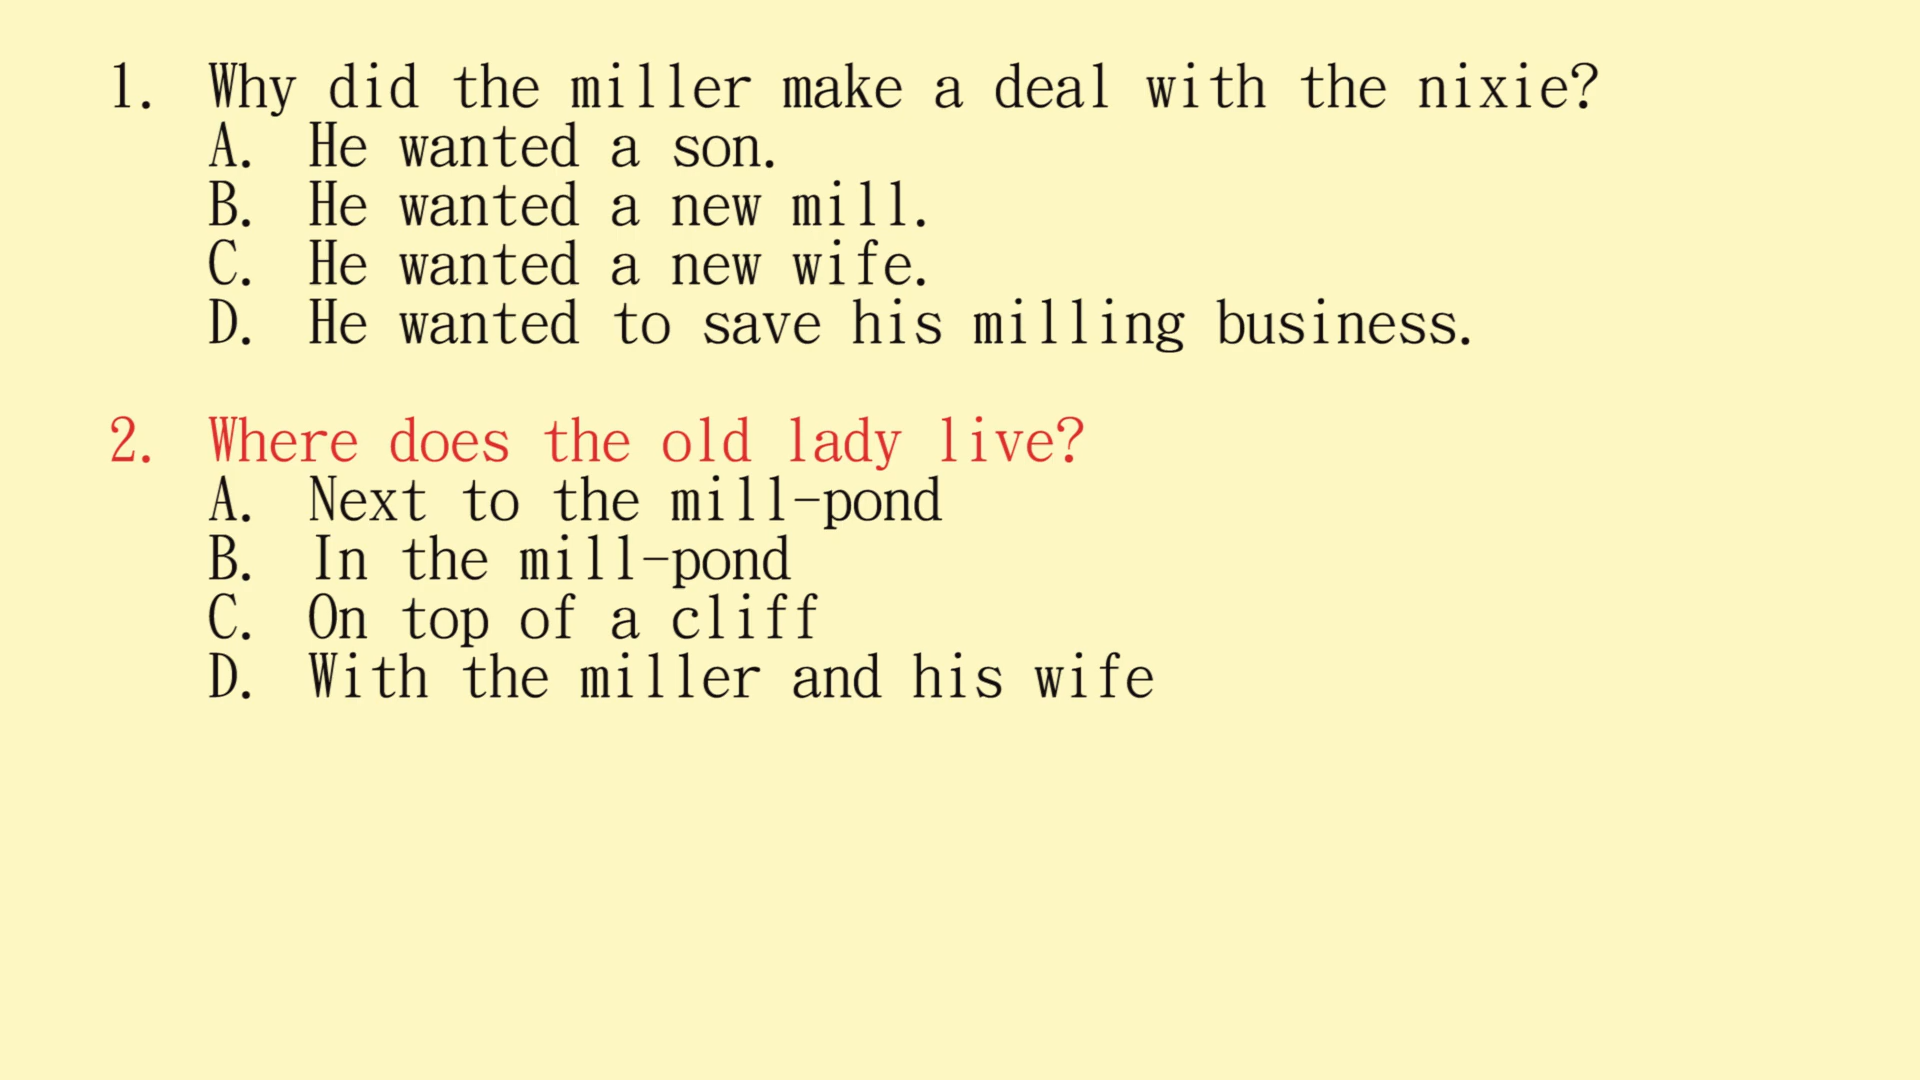 1. Why did the miller make a deal with the nixie?
A. He wanted a son.
B. He wanted a new mill.
C. He wanted a new wife.
D. He wanted to save his milling business.
2. Where does the old lady live?
A. Next to the mill-pond
B. In the mill-pond
C. On top of a cliff
D. With the miller and his wife